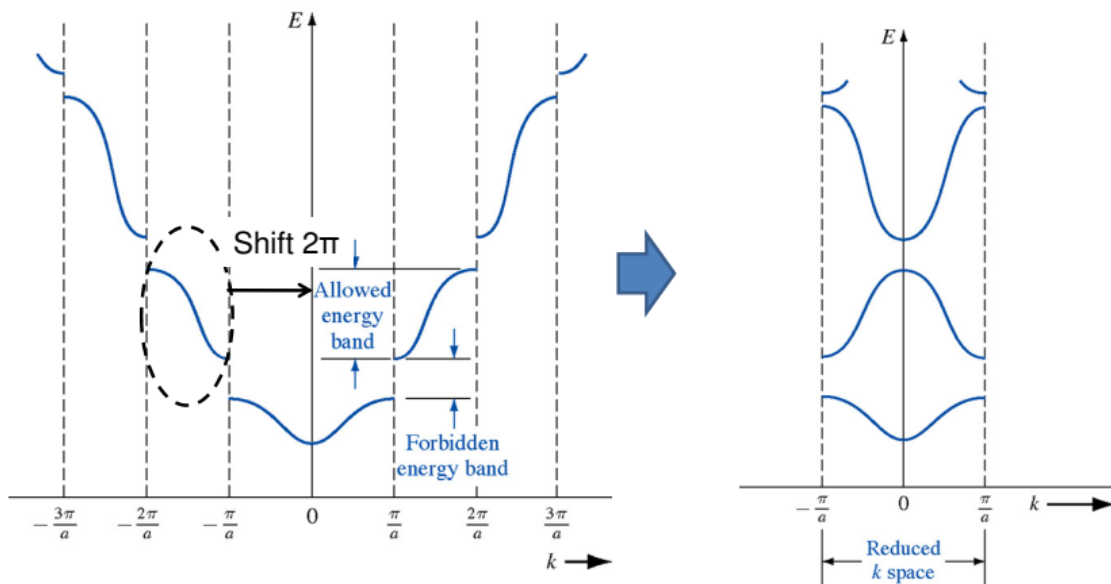 E
Shift 2π
Allowed
energy
band
Forbidden
energy band
− 3π/a
− 2π/a
− π/a
0
π/a
2π/a
3π/a
k
E
− π/a
0
π/a
k
Reduced
k space